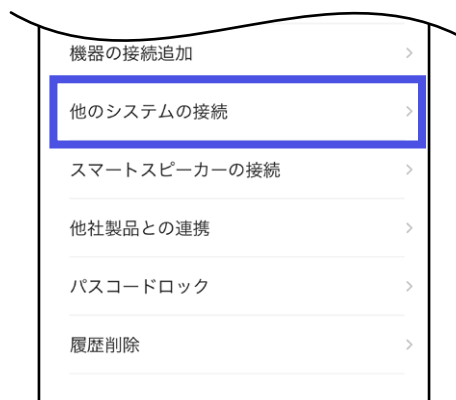 機器の接続追加
他のシステムの接続
スマートスピーカーの接続
他社製品との連携
パスコードロック
履歴削除